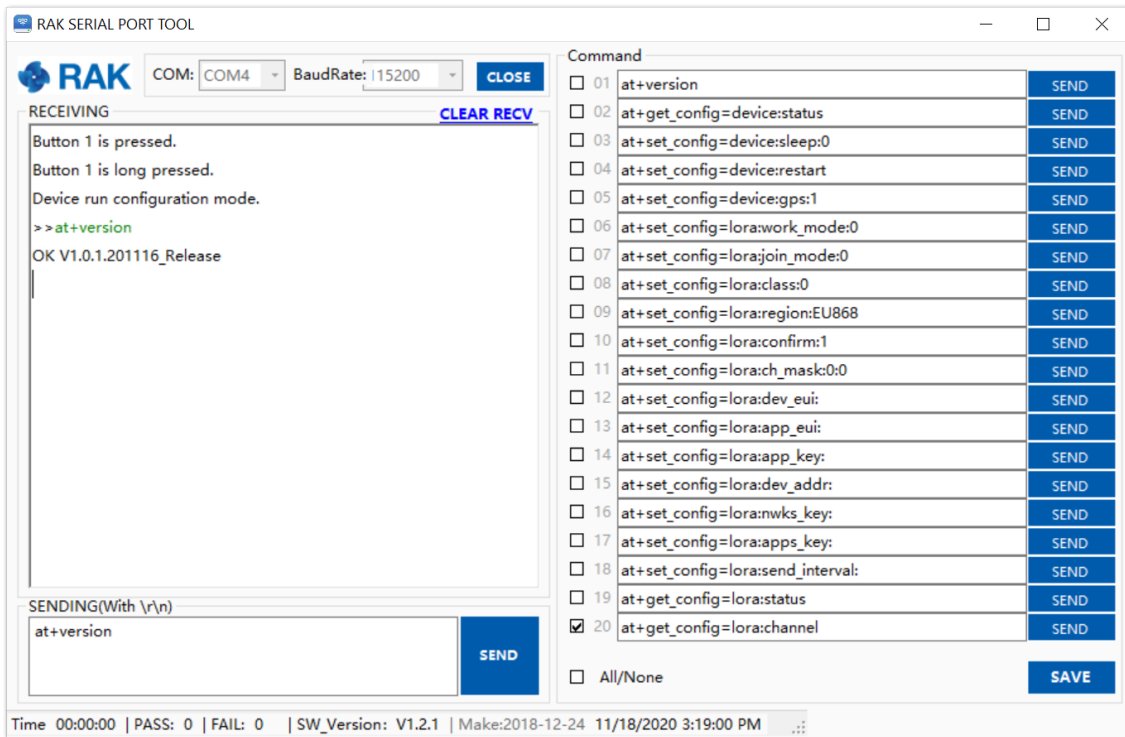 RAK SERIAL PORT TOOL
RAK COM: COM4 BaudRate: 115200 CLOSE
RECEIVING CLEAR RECV
Button 1 is pressed.
Button 1 is long pressed.
Device run configuration mode.
>>at+version
OK V1.0.1.201116_Release
SENDING(With \r\n)
at+version
SEND
Command
01 at+version SEND
02 at+get_config=device:status SEND
03 at+set_config=device:sleep:0 SEND
04 at+set_config=device:restart SEND
05 at+set_config=device:gps:1 SEND
06 at+set_config=lora:work_mode:0 SEND
07 at+set_config=lora:join_mode:0 SEND
08 at+set_config=lora:class:0 SEND
09 at+set_config=lora:region:EU868 SEND
10 at+set_config=lora:confirm:1 SEND
11 at+set_config=lora:ch_mask:0:0 SEND
12 at+set_config=lora:dev_eui: SEND
13 at+set_config=lora:app_eui: SEND
14 at+set_config=lora:app_key: SEND
15 at+set_config=lora:dev_addr: SEND
16 at+set_config=lora:nwks_key: SEND
17 at+set_config=lora:apps_key: SEND
18 at+set_config=lora:send_interval: SEND
19 at+get_config=lora:status SEND
20 at+get_config=lora:channel SEND
All/None SAVE
Time 00:00:00 | PASS: 0 | FAIL: 0 | SW_Version: V1.2.1 | Make:2018-12-24 11/18/2020 3:19:00 PM